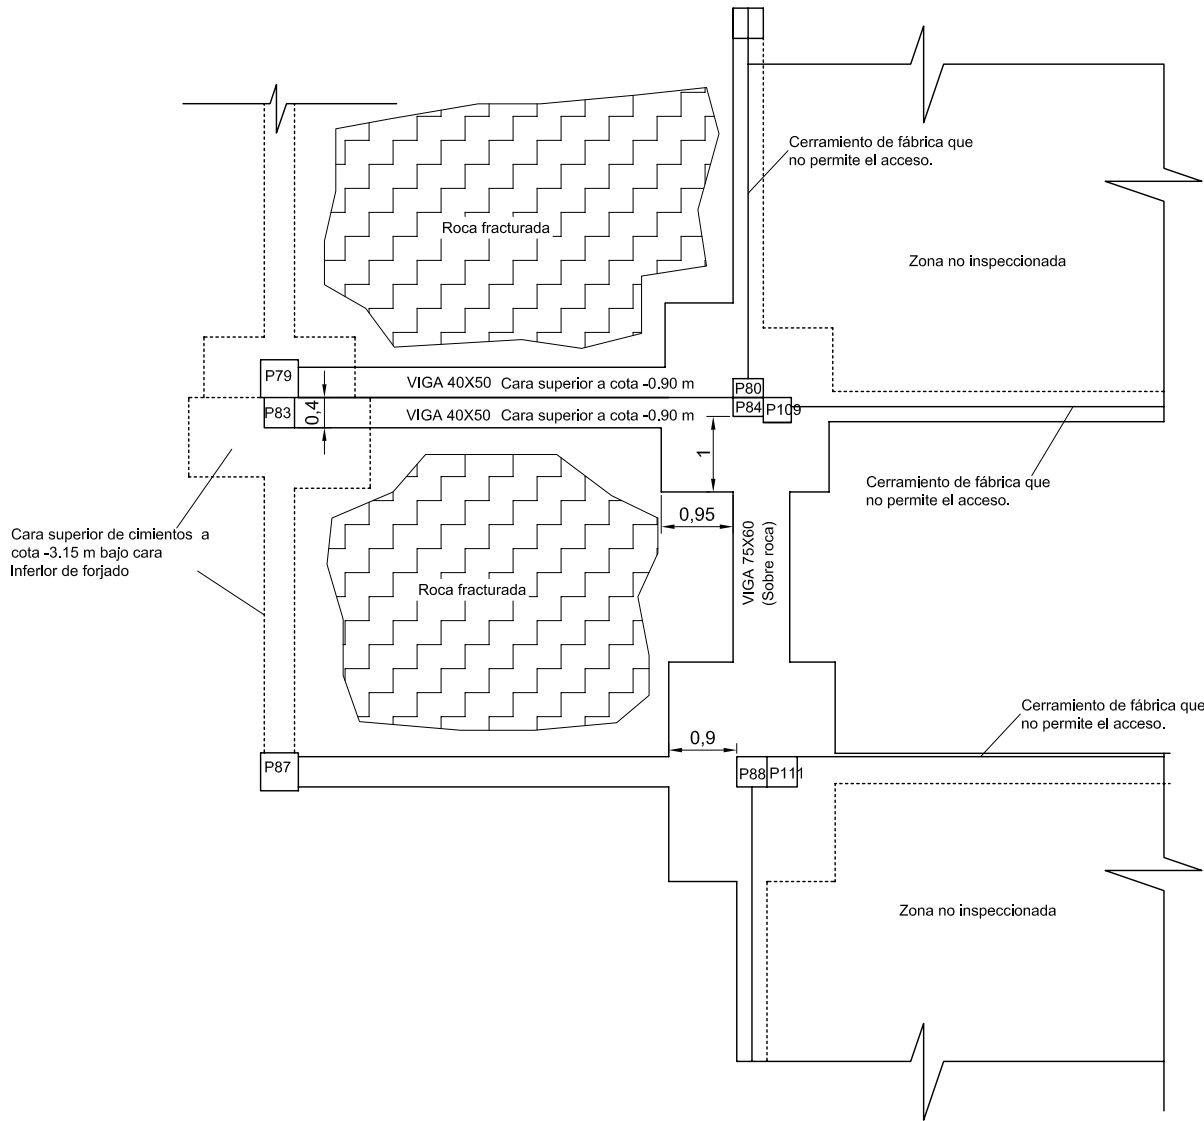 Cerramiento de fábrica que
no permite el acceso.
Roca fracturada
Zona no inspeccionada
P79
VIGA 40X50 Cara superior a cota -0.90 m
P80
P83
0,4
VIGA 40X50 Cara superior a cota -0.90 m
P84
P109
1
Cerramiento de fábrica que
no permite el acceso.
0,95
Cara superior de cimientos a
cota -3.15 m bajo cara
Inferior de forjado
VIGA 75X60
(Sobre roca)
Roca fracturada
Cerramiento de fábrica que
no permite el acceso.
0,9
P87
P88
P111
Zona no inspeccionada